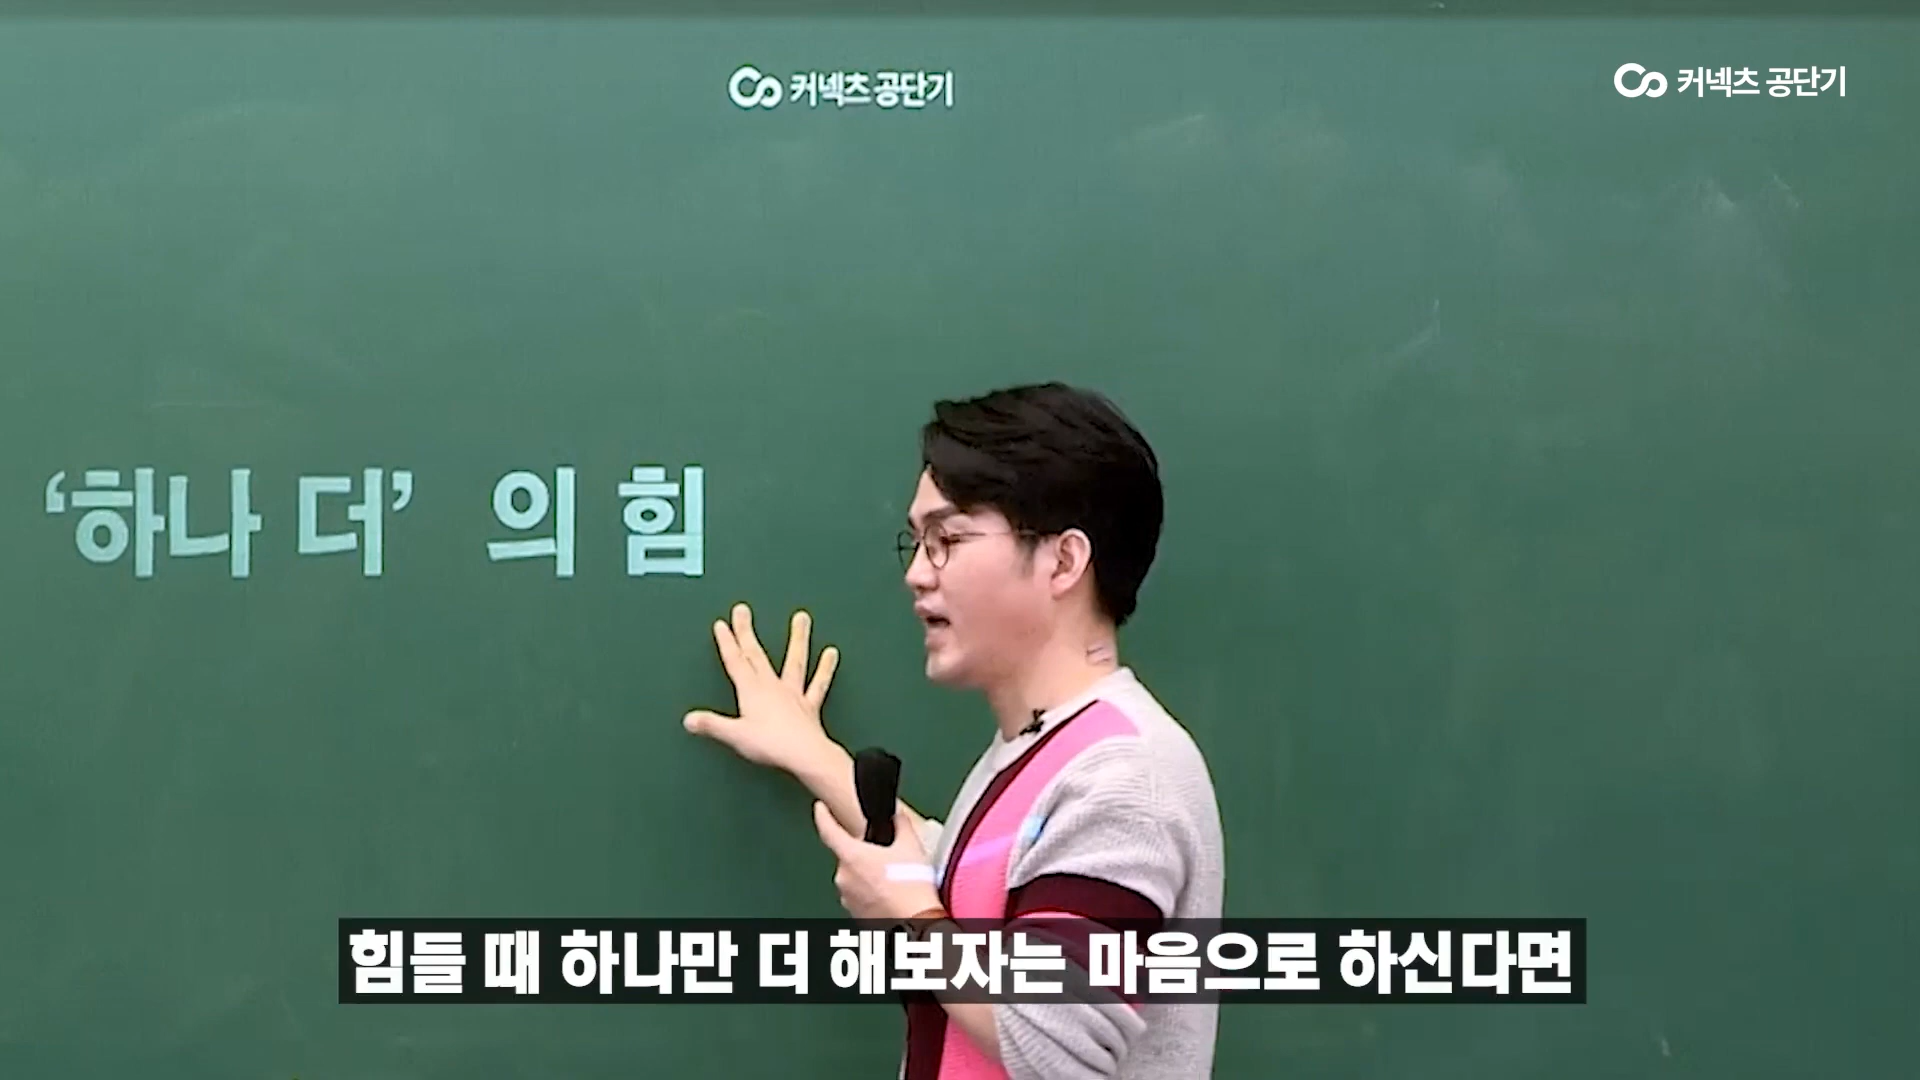 커넥츠 공단기
커넥츠 공단기
‘하나 더’ 의 힘
힘들 때 하나만 더 해보자는 마음으로 하신다면